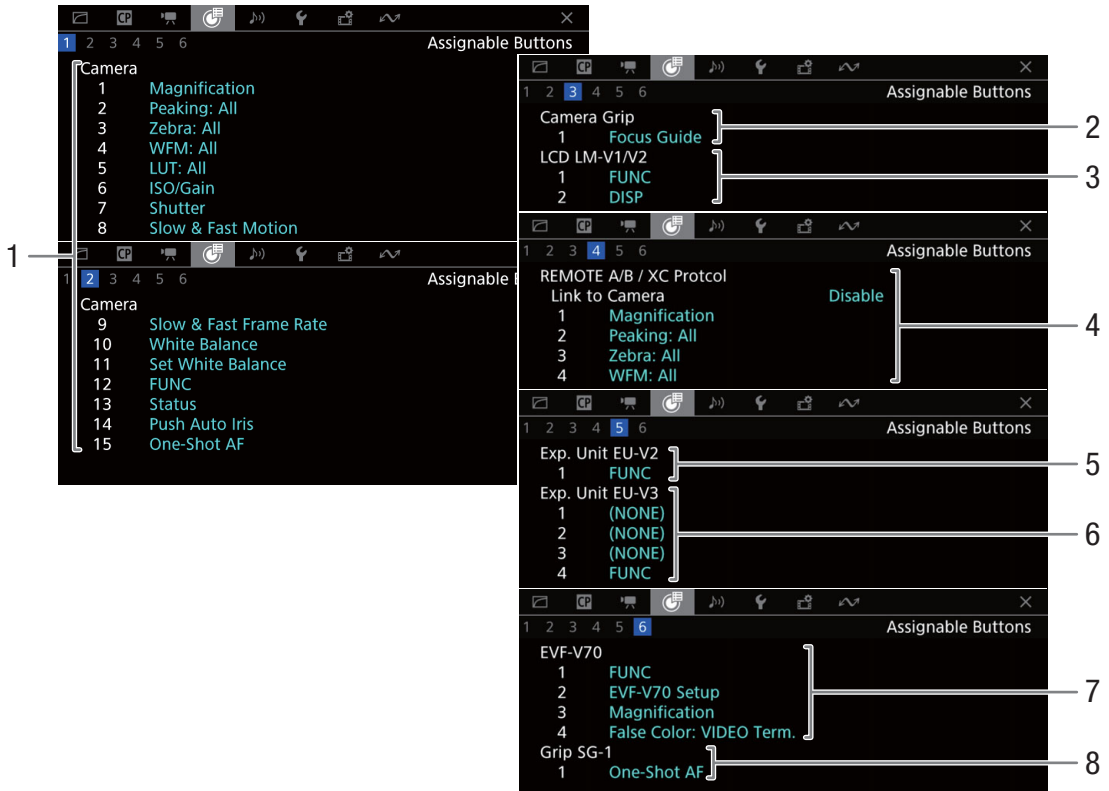 CP
1 2 3 4 5 6 Assignable Buttons
Camera
1 Magnification
2 Peaking: All
3 Zebra: All
4 WFM: All
5 LUT: All
6 ISO/Gain
7 Shutter
8 Slow & Fast Motion
1
CP
1 2 3 4 5 6 Assignable
Camera
9 Slow & Fast Frame Rate
10 White Balance
11 Set White Balance
12 FUNC
13 Status
14 Push Auto Iris
15 One-Shot AF
CP
1 2 3 4 5 6 Assignable Buttons
Camera Grip
1 Focus Guide
2
LCD LM-V1/V2
1 FUNC
2 DISP
3
CP
1 2 3 4 5 6 Assignable Buttons
REMOTE A/B / XC Protcol
Link to Camera Disable
1 Magnification
2 Peaking: All
3 Zebra: All
4 WFM: All
4
CP
1 2 3 4 5 6 Assignable Buttons
Exp. Unit EU-V2
1 FUNC
5
Exp. Unit EU-V3
1 (NONE)
2 (NONE)
3 (NONE)
4 FUNC
6
CP
1 2 3 4 5 6 Assignable Buttons
EVF-V70
1 FUNC
2 EVF-V70 Setup
3 Magnification
4 False Color: VIDEO Term.
7
Grip SG-1
1 One-Shot AF
8